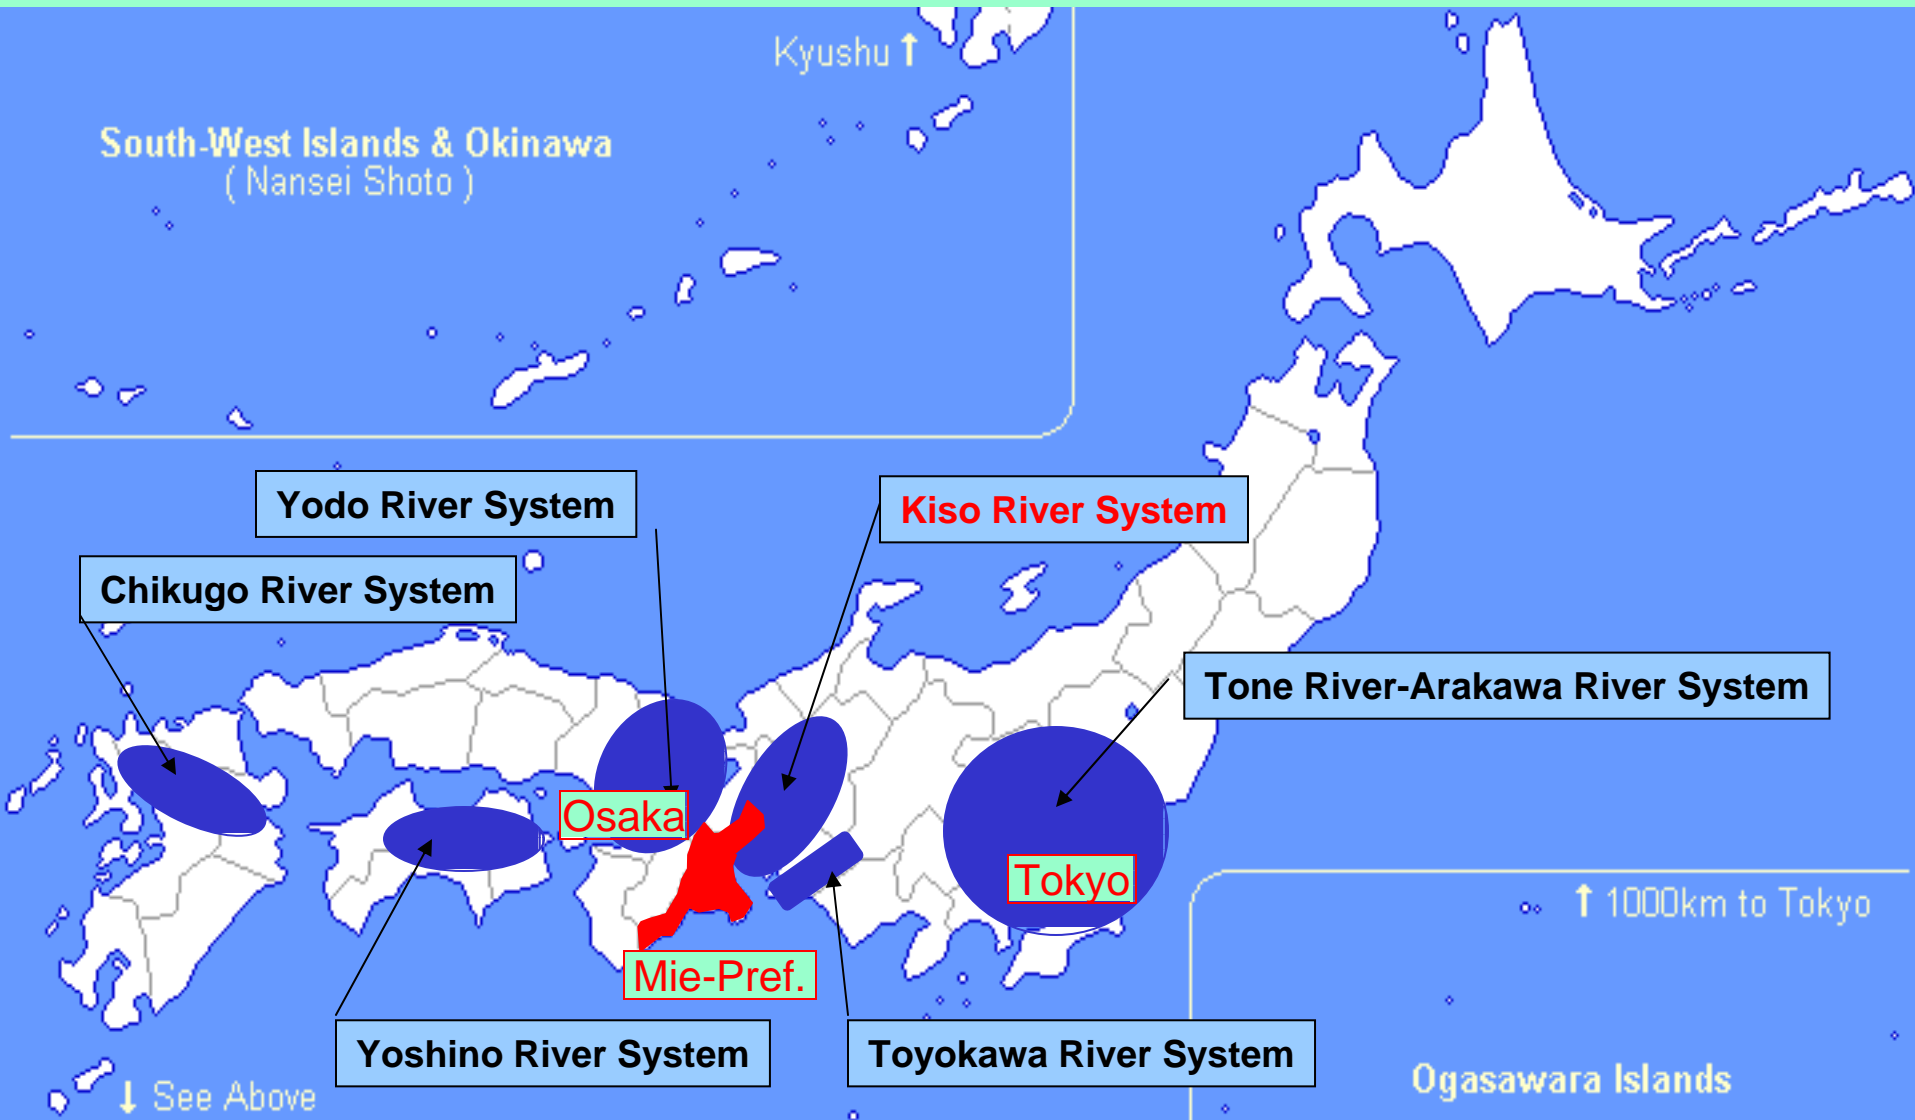 Kyushu ↑
South-West Islands & Okinawa
( Nansei Shoto )
Yodo River System
Kiso River System
Chikugo River System
Tone River-Arakawa River System
Osaka
Tokyo
↑ 1000km to Tokyo
Mie-Pref.
Yoshino River System
Toyokawa River System
Ogasawara Islands
↓ See Above